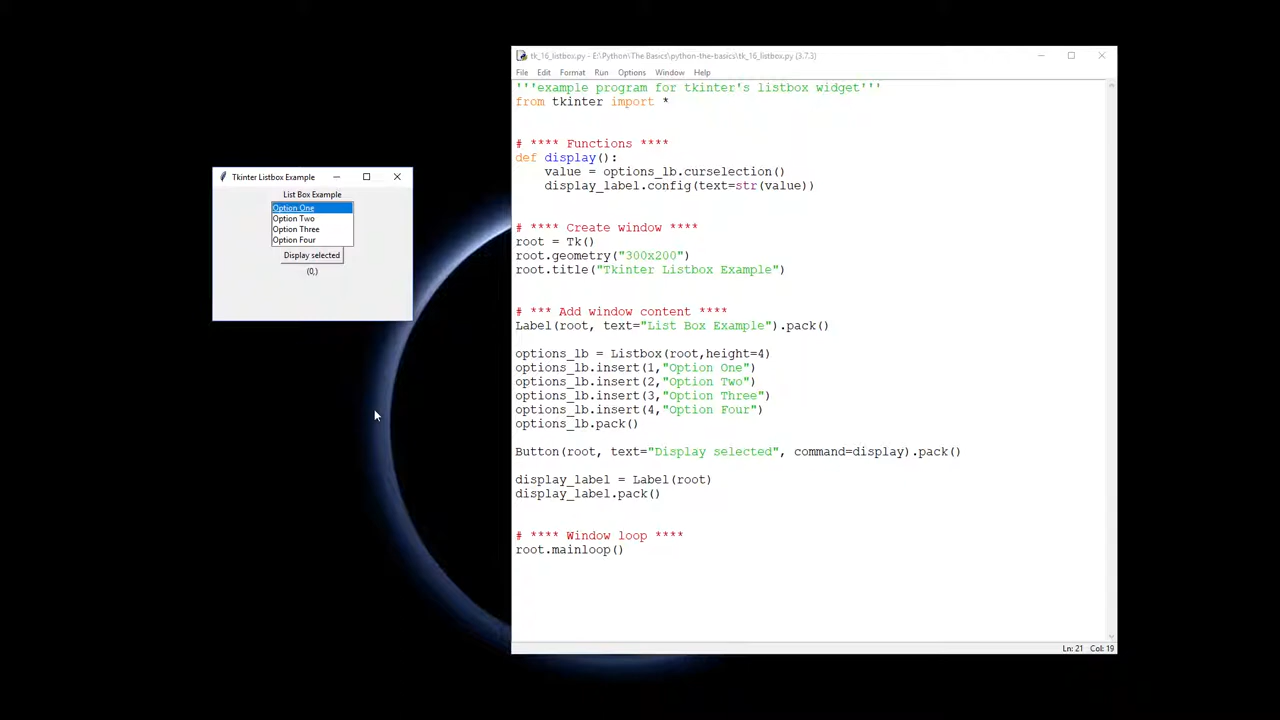 Tkinter Listbox Example
List Box Example
Option One
Option Two
Option Three
Option Four
Display selected
(0,)
tk_16_listbox.py - E:\Python\The Basics\python-the-basics\tk_16_listbox.py (3.7.3)
File Edit Format Run Options Window Help
'''example program for tkinter's listbox widget'''
from tkinter import *
# **** Functions ****
def display():
    value = options_lb.curselection()
    display_label.config(text=str(value))
# **** Create window ****
root = Tk()
root.geometry("300x200")
root.title("Tkinter Listbox Example")
# *** Add window content ****
Label(root, text="List Box Example").pack()
options_lb = Listbox(root,height=4)
options_lb.insert(1,"Option One")
options_lb.insert(2,"Option Two")
options_lb.insert(3,"Option Three")
options_lb.insert(4,"Option Four")
options_lb.pack()
Button(root, text="Display selected", command=display).pack()
display_label = Label(root)
display_label.pack()
# **** Window loop ****
root.mainloop()
Ln: 21 Col: 19